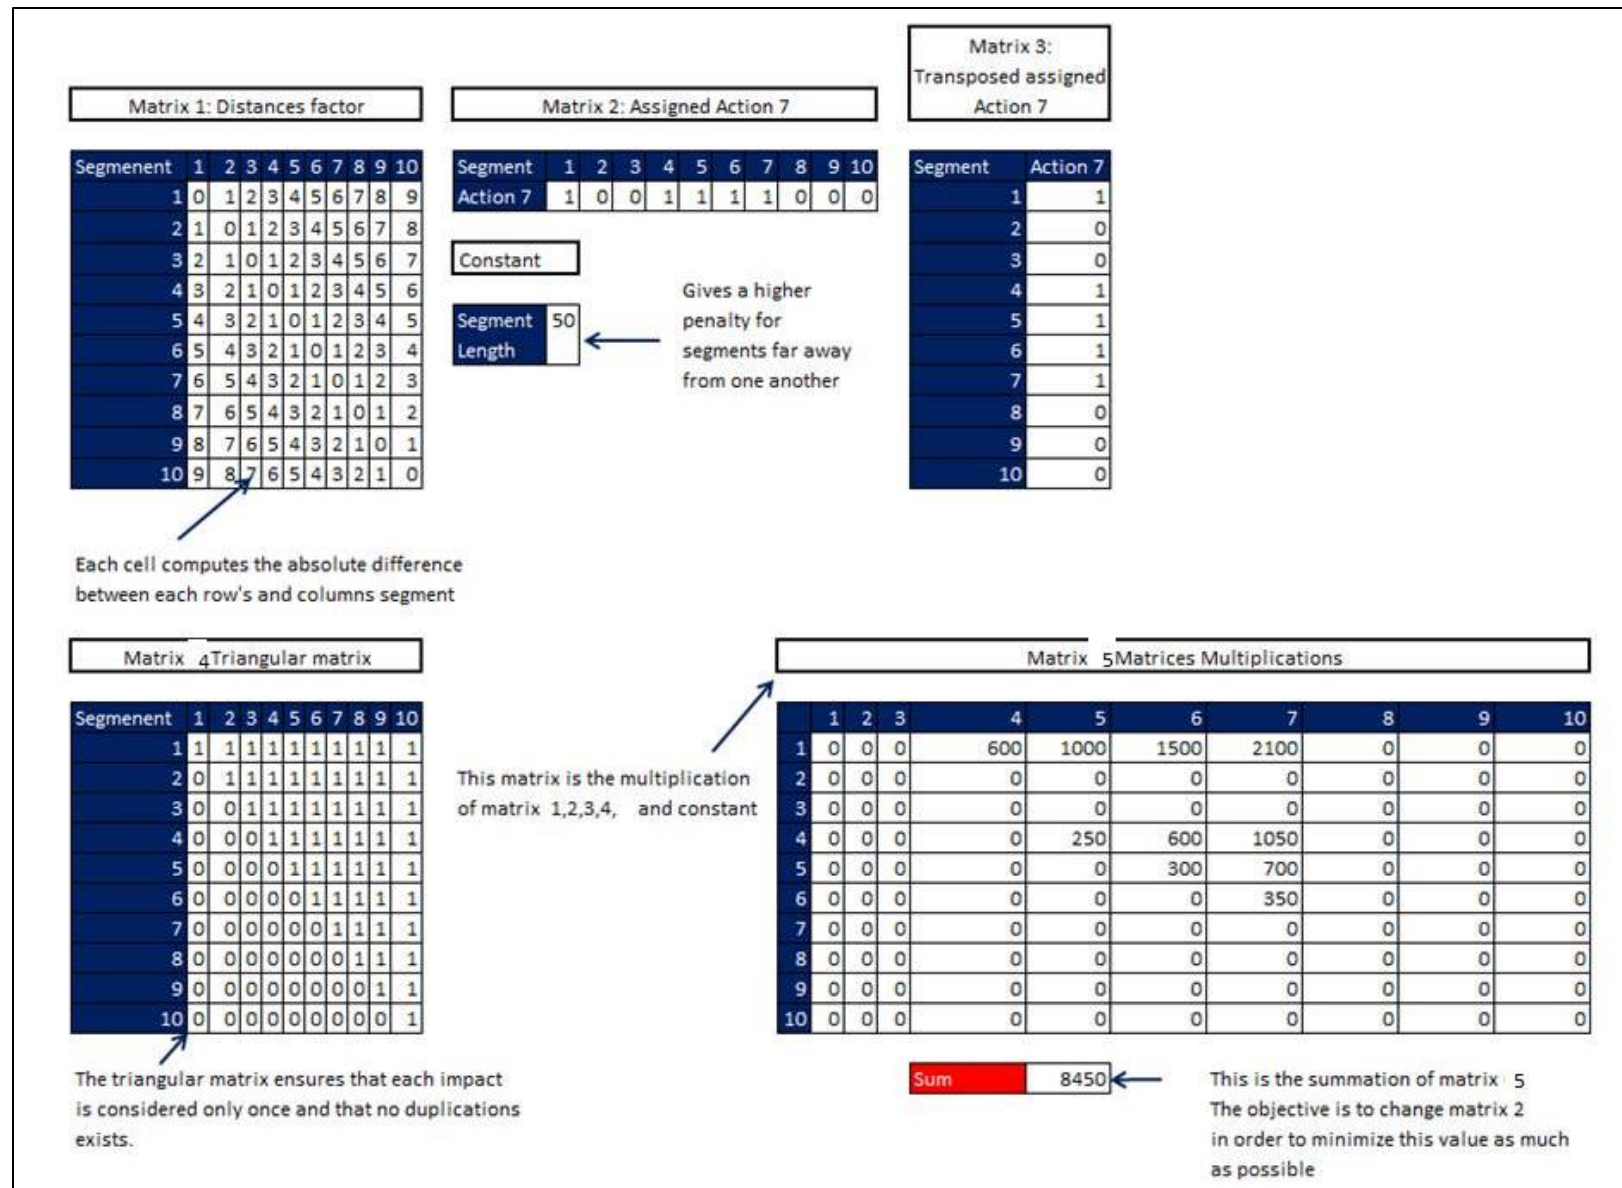 Matrix 3:
Transposed assigned
Action 7
Matrix 1: Distances factor
Matrix 2: Assigned Action 7
Segmenent 1 2 3 4 5 6 7 8 9 10
1 0 1 2 3 4 5 6 7 8 9
2 1 0 1 2 3 4 5 6 7 8
3 2 1 0 1 2 3 4 5 6 7
4 3 2 1 0 1 2 3 4 5 6
5 4 3 2 1 0 1 2 3 4 5
6 5 4 3 2 1 0 1 2 3 4
7 6 5 4 3 2 1 0 1 2 3
8 7 6 5 4 3 2 1 0 1 2
9 8 7 6 5 4 3 2 1 0 1
10 9 8 7 6 5 4 3 2 1 0
Segment 1 2 3 4 5 6 7 8 9 10
Action 7 1 0 0 1 1 1 1 0 0 0
Constant
Segment 50
Length
Gives a higher
penalty for
segments far away
from one another
Segment Action 7
1 1
2 0
3 0
4 1
5 1
6 1
7 1
8 0
9 0
10 0
Each cell computes the absolute difference
between each row's and columns segment
Matrix 4Triangular matrix
Segmenent 1 2 3 4 5 6 7 8 9 10
1 1 1 1 1 1 1 1 1 1 1
2 0 1 1 1 1 1 1 1 1 1
3 0 0 1 1 1 1 1 1 1 1
4 0 0 0 1 1 1 1 1 1 1
5 0 0 0 0 1 1 1 1 1 1
6 0 0 0 0 0 1 1 1 1 1
7 0 0 0 0 0 0 1 1 1 1
8 0 0 0 0 0 0 0 1 1 1
9 0 0 0 0 0 0 0 0 1 1
10 0 0 0 0 0 0 0 0 0 1
The triangular matrix ensures that each impact
is considered only once and that no duplications
exists.
This matrix is the multiplication
of matrix 1,2,3,4, and constant
Matrix 5Matrices Multiplications
1 2 3 4 5 6 7 8 9 10
1 0 0 0 600 1000 1500 2100 0 0 0
2 0 0 0 0 0 0 0 0 0 0
3 0 0 0 0 0 0 0 0 0 0
4 0 0 0 0 250 600 1050 0 0 0
5 0 0 0 0 0 300 700 0 0 0
6 0 0 0 0 0 0 350 0 0 0
7 0 0 0 0 0 0 0 0 0 0
8 0 0 0 0 0 0 0 0 0 0
9 0 0 0 0 0 0 0 0 0 0
10 0 0 0 0 0 0 0 0 0 0
Sum 8450
This is the summation of matrix 5
The objective is to change matrix 2
in order to minimize this value as much
as possible